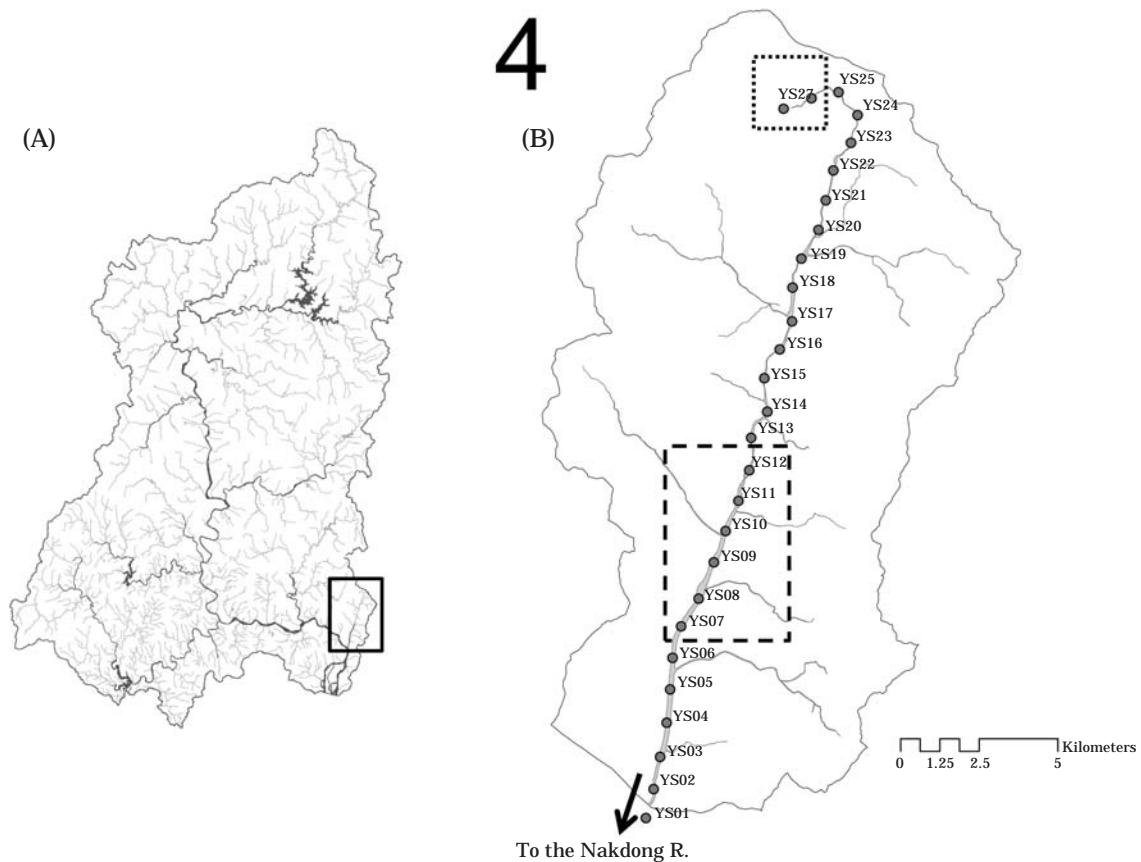 4
(A)
(B)
YS25
YS27
YS24
YS23
YS22
YS21
YS20
YS19
YS18
YS17
YS16
YS15
YS14
YS13
YS12
YS11
YS10
YS09
YS08
YS07
YS06
YS05
YS04
YS03
YS02
YS01
Kilometers
0 1.25 2.5 5
To the Nakdong R.